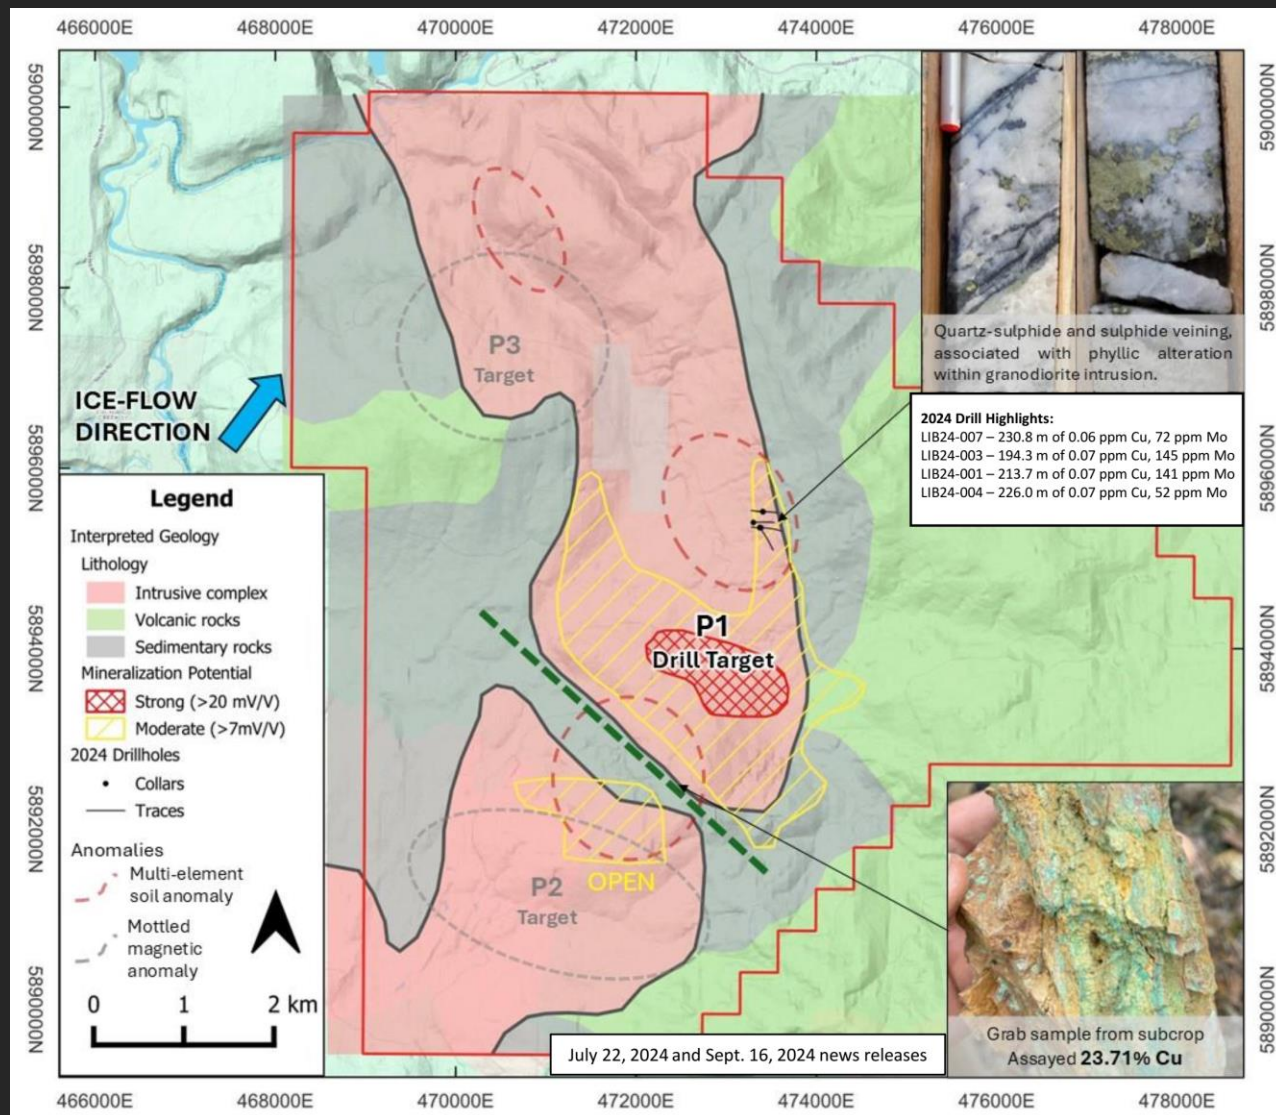 466000E 468000E 470000E 472000E 474000E 476000E 478000E
5900000N
5898000N
5896000N
5894000N
5892000N
5890000N
5900000N
5898000N
5896000N
5894000N
5892000N
5890000N
P3
Target
ICE-FLOW
DIRECTION
Quartz-sulphide and sulphide veining,
associated with phyllic alteration
within granodiorite intrusion.
2024 Drill Highlights:
LIB24-007 – 230.8 m of 0.06 ppm Cu, 72 ppm Mo
LIB24-003 – 194.3 m of 0.07 ppm Cu, 145 ppm Mo
LIB24-001 – 213.7 m of 0.07 ppm Cu, 141 ppm Mo
LIB24-004 – 226.0 m of 0.07 ppm Cu, 52 ppm Mo
P1
Drill Target
P2
Target
OPEN
Legend
Interpreted Geology
Lithology
Intrusive complex
Volcanic rocks
Sedimentary rocks
Mineralization Potential
Strong (>20 mV/V)
Moderate (>7mV/V)
2024 Drillholes
Collars
Traces
Anomalies
Multi-element
soil anomaly
Mottled
magnetic
anomaly
0 1 2 km
July 22, 2024 and Sept. 16, 2024 news releases
Grab sample from subcrop
Assayed 23.71% Cu
466000E 468000E 470000E 472000E 474000E 476000E 478000E